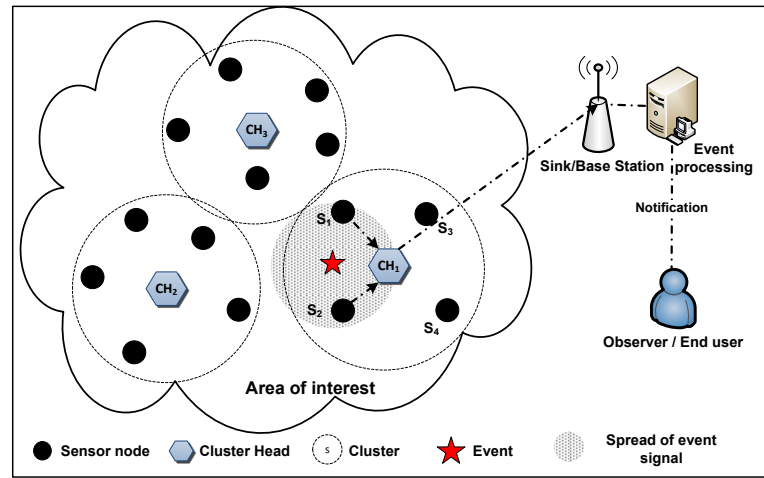 CH3
Sink/Base Station
Event
processing
Notification
S1
S3
CH1
CH2
S2
S4
Observer / End user
Area of interest
Sensor node
Cluster Head
S
Cluster
Event
Spread of event
signal